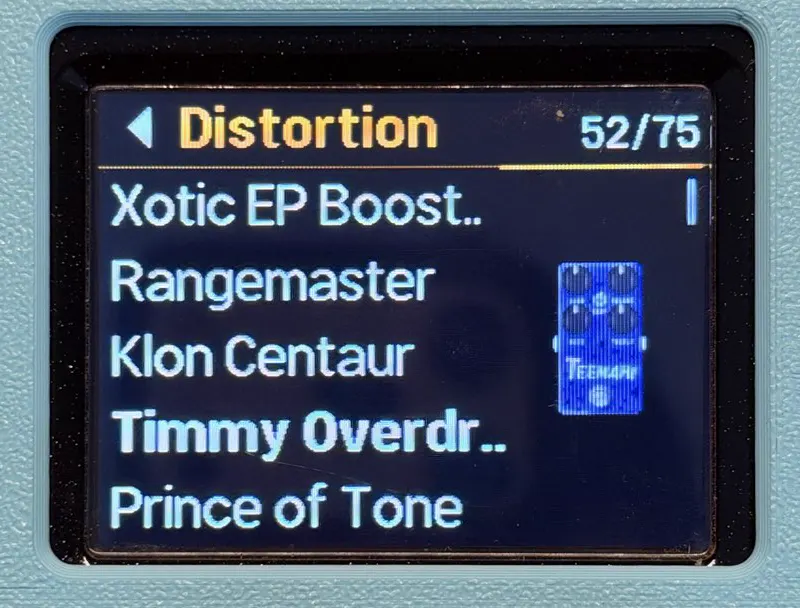 Distortion 52/75
Xotic EP Boost..
Rangemaster
Klon Centaur
Timmy Overdr..
Prince of Tone